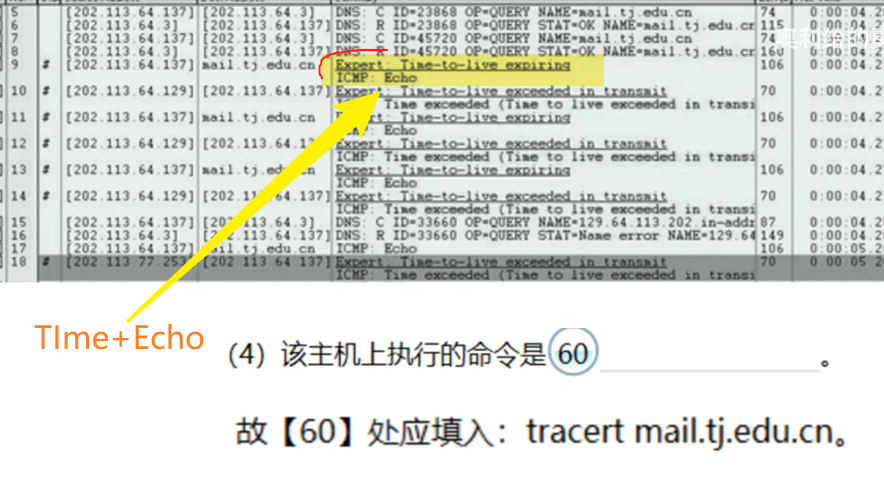 5 [202.113.64.137] [202.113.64.3] DNS: C ID=23868 OP=QUERY NAME=mail.tj.edu.cn 74 0:00:04.2
6 [202.113.64.3] [202.113.64.137] DNS: R ID=23868 OP=QUERY STAT=OK NAME=mail.tj.edu.cn 115 0:00:04.2
7 [202.113.64.137] [202.113.64.3] DNS: C ID=45720 OP=QUERY NAME=mail.tj.edu.cn 74
8 [202.113.64.3] [202.113.64.137] DNS: R ID=45720 OP=QUERY STAT=OK NAME=mail.tj.edu.cn 160 0:00:04.2
9 # [202.113.64.137] mail.tj.edu.cn Expert: Time-to-live expiring 106 0:00:04.2
ICMP: Echo
10 # [202.113.64.129] [202.113.64.137] Expert: Time-to-live exceeded in transmit 70 0:00:04.2
Time exceeded (Time to live exceeded in transi
11 # [202.113.64.137] mail.tj.edu.cn Expert: Time-to-live expiring 106 0:00:04.2
Echo
12 # [202.113.64.129] Expert: Time-to-live exceeded in transmit 70 0:00:04.2
ICMP: Time exceeded (Time to live exceeded in transi
13 # [202.113.64.137] mail.tj.edu.cn Expert: Time-to-live expiring 106 0:00:04.2
ICMP: Echo
14 # [202.113.64.129] [202.113.64.137] Expert: Time-to-live exceeded in transmit 70 0:00:04.2
ICMP: Time exceeded (Time to live exceeded in transi
15 [202.113.64.137] [202.113.64.3] DNS: C ID=33660 OP=QUERY NAME=129.64.113.202.in-addr 87 0:00:04.2
16 [202.113.64.3] [202.113.64.137] DNS: R ID=33660 OP=QUERY STAT=Name error NAME=129.64 149 0:00:04.2
17 [202.113.64.137] mail.tj.edu.cn ICMP: Echo 106 0:00:05.2
18 # [202.113.77.253] [202.113.64.137] Expert: Time-to-live exceeded in transmit 70 0:00:05.2
ICMP: Time exceeded (Time to live exceeded in transi
TIme+Echo
（4）该主机上执行的命令是 60 。
故【60】处应填入：tracert mail.tj.edu.cn。